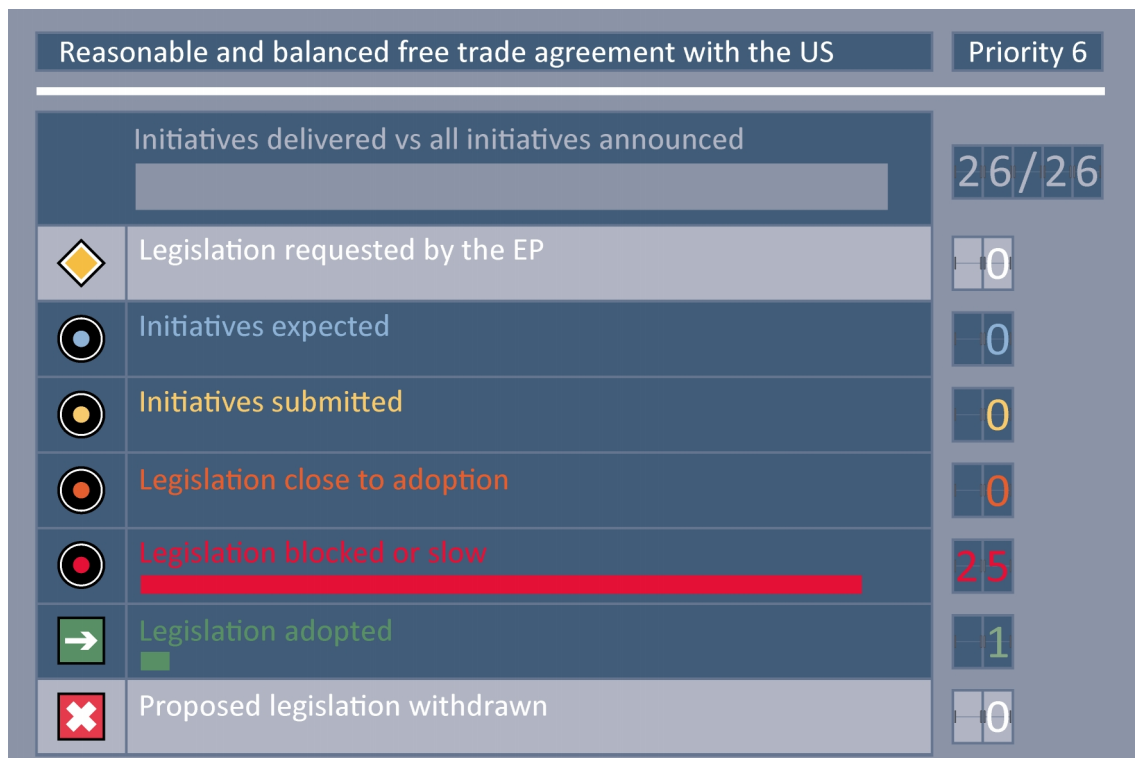 Reasonable and balanced free trade agreement with the US
Priority 6
Initiatives delivered vs all initiatives announced
26/26
Legislation requested by the EP
0
Initiatives expected
0
Initiatives submitted
0
Legislation close to adoption
0
Legislation blocked or slow
25
Legislation adopted
1
Proposed legislation withdrawn
0